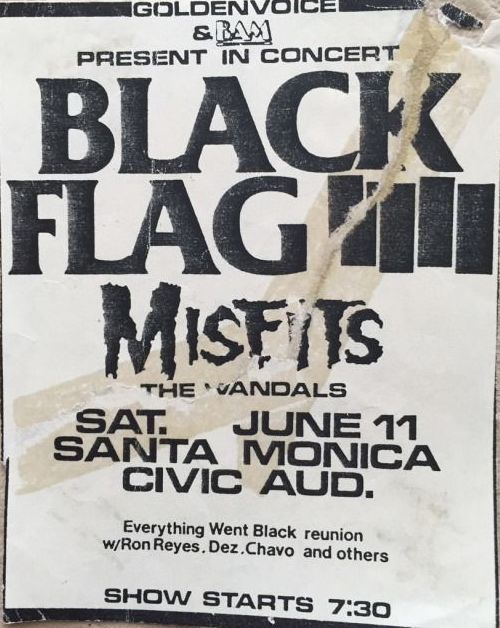 GOLDENVOICE
& BAM
PRESENT IN CONCERT
BLACK
FLAG
MISFITS
THE VANDALS
SAT. JUNE 11
SANTA MONICA
CIVIC AUD.
Everything Went Black reunion
w/Ron Reyes, Dez, Chavo and others
SHOW STARTS 7:30